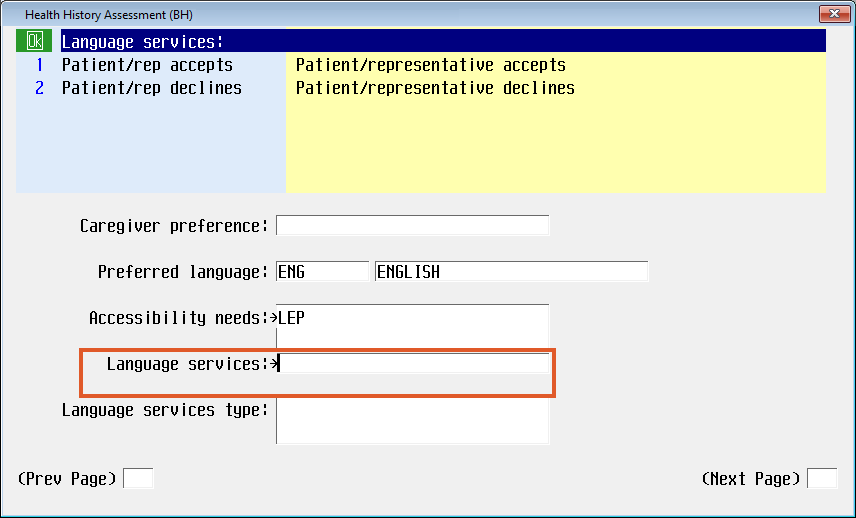 Health History Assessment (BH)
Ok Language services:
1 Patient/rep accepts Patient/representative accepts
2 Patient/rep declines Patient/representative declines
Caregiver preference:
Preferred language: ENG ENGLISH
Accessibility needs:→LEP
Language services:→
Language services type:
(Prev Page) (Next Page)